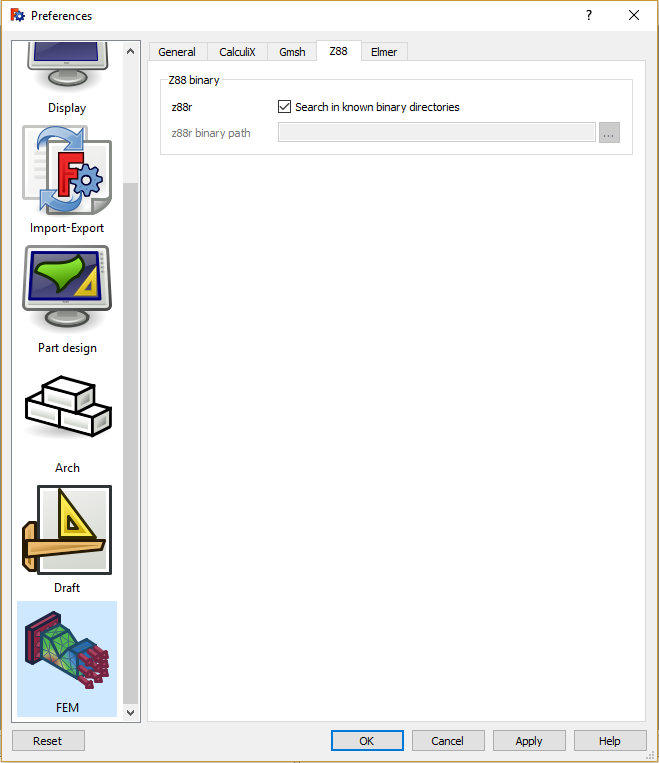 Preferences
?
General CalculiX Gmsh Z88 Elmer
Z88 binary
z88r Search in known binary directories
z88r binary path ...
Display
Import-Export
Part design
Arch
Draft
FEM
Reset OK Cancel Apply Help